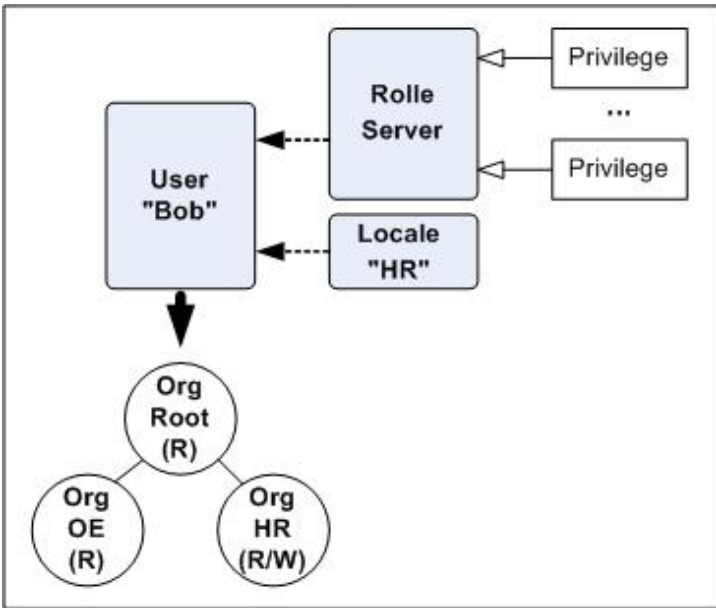 Privilege
...
Privilege
Rolle
Server
User
"Bob"
Locale
"HR"
Org
Root
(R)
Org
OE
(R)
Org
HR
(R/W)